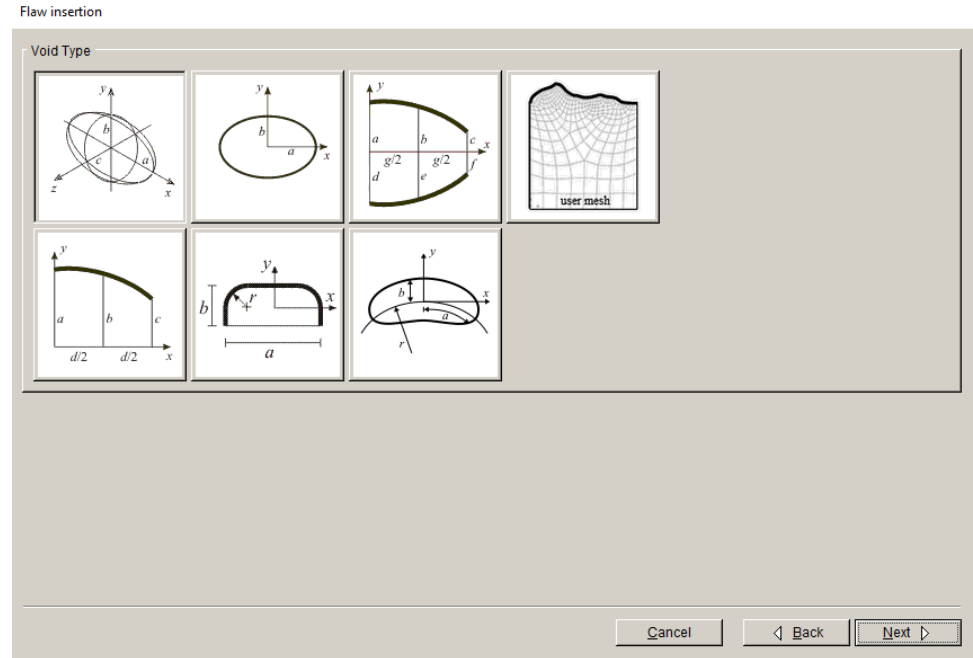 Flaw insertion
Void Type
y
b
c
a
z
x
y
b
a
x
y
a
b
c
x
g/2
g/2
f
d
e
user mesh
y
a
b
c
d/2
d/2
x
y
b
r
x
a
y
b
x
a
r
Cancel
Back
Next